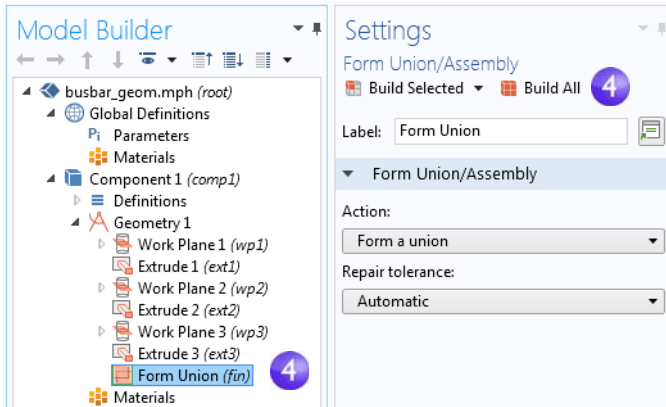 Model Builder
busbar_geom.mph (root)
Global Definitions
Pi Parameters
Materials
Component 1 (comp1)
Definitions
Geometry 1
Work Plane 1 (wp1)
Extrude 1 (ext1)
Work Plane 2 (wp2)
Extrude 2 (ext2)
Work Plane 3 (wp3)
Extrude 3 (ext3)
Form Union (fin) 4
Materials
Settings
Form Union/Assembly
Build Selected Build All 4
Label: Form Union
Form Union/Assembly
Action:
Form a union
Repair tolerance:
Automatic